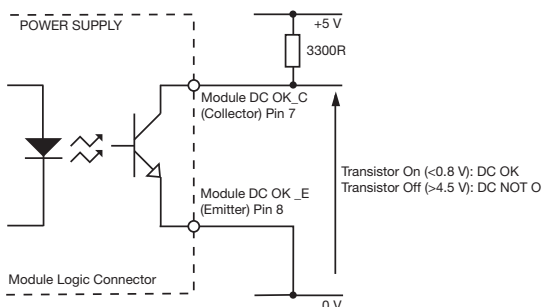 POWER SUPPLY
+5 V
3300R
Module DC OK_C
(Collector) Pin 7
Transistor On (<0.8 V): DC OK
Transistor Off (>4.5 V): DC NOT O
Module DC OK _E
(Emitter) Pin 8
Module Logic Connector
0 V